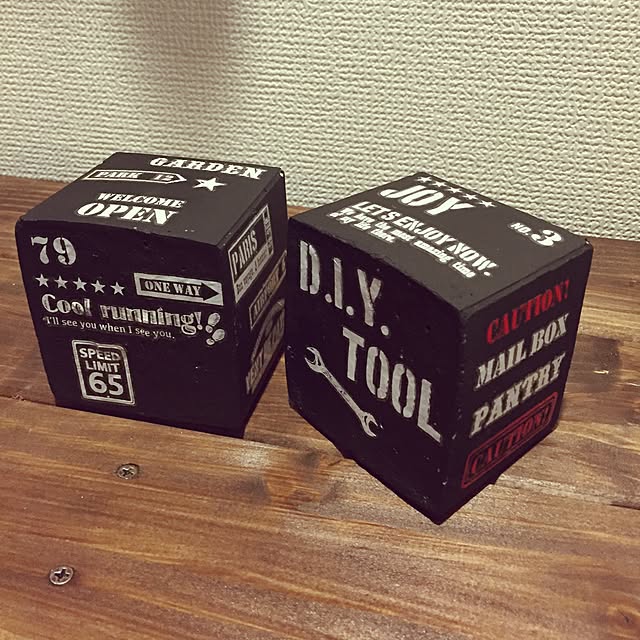 GARDEN
PARK 12
WELCOME
OPEN
79
ONE WAY
Cool running!!
I'll see you when I see you.
SPEED
LIMIT
65
PARIS
JOY
LET'S ENJOY NOW.
NO. 3
D.I.Y.
TOOL
CAUTION!
MAIL BOX
PANTRY
CAUTION!